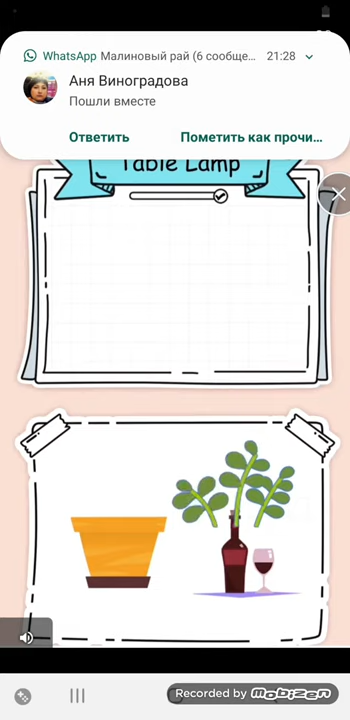 WhatsApp Малиновый рай (6 сообще... 21:28
Аня Виноградова
Пошли вместе
Ответить Пометить как прочи...
Table Lamp
Recorded by Mobizen